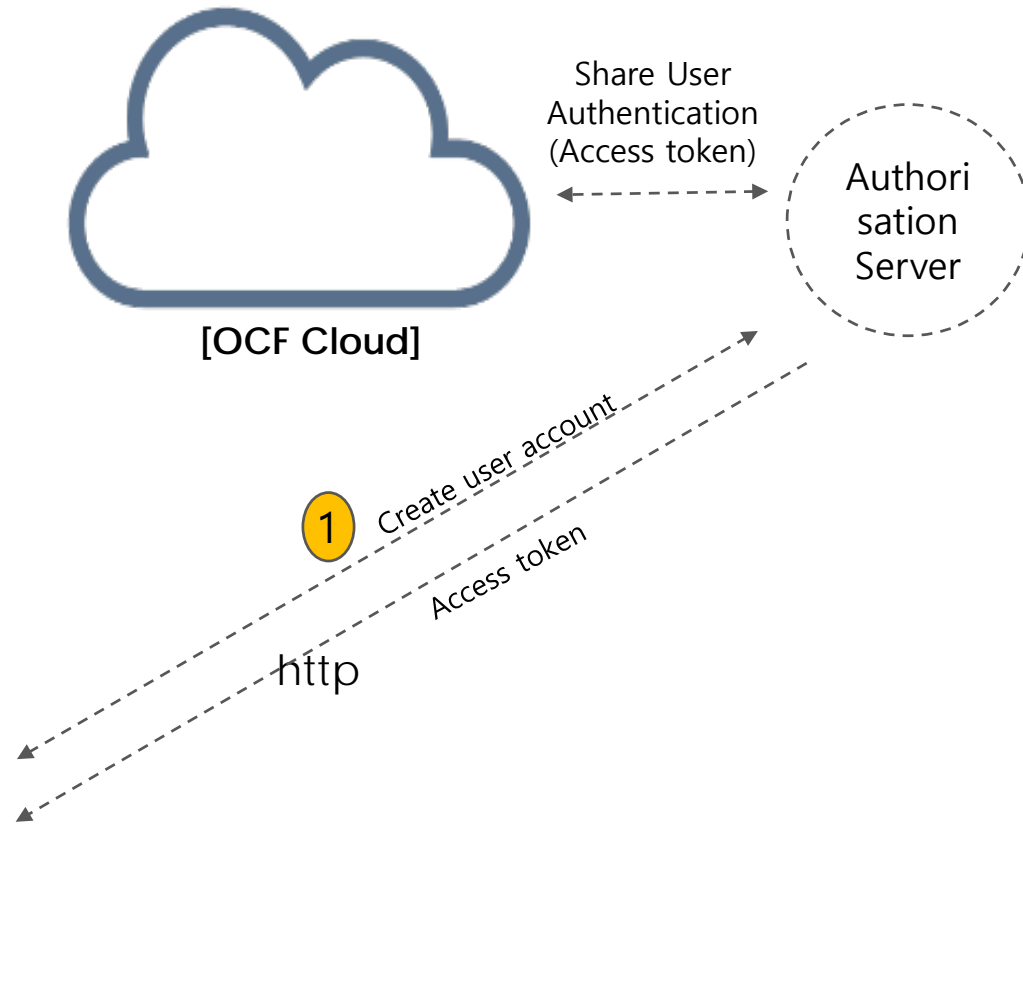 Share User
Authentication
(Access token)
Authori
sation
Server
[OCF Cloud]
Create user account
1
Access token
http